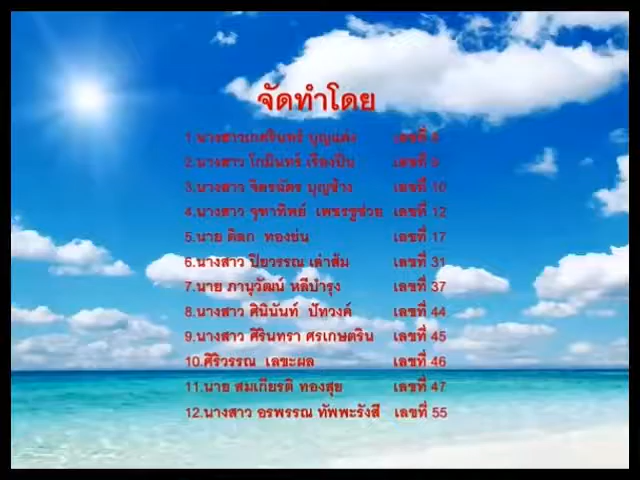 จัดทำโดย
1.นางสาวเกศรินทร์ บุญแต่ง เลขที่
2.นางสาว โกมินทร์ เรืองปิ่น เลขที่ 9
3.นางสาว จิตรฉัตร บุญช้าง เลขที่ 10
4.นางสาว จุฑาทิพย์ เพชรชูช่วย เลขที่ 12
5.นาย ดิลก ทองช่น เลขที่ 17
6.นางสาว ปิยวรรณ เต่าส้ม เลขที่ 31
7.นาย ภานุวัฒน์ หลีบำรุง เลขที่ 37
8.นางสาว ศินินันท์ ปัทวงค์ เลขที่ 44
9.นางสาว ศิรินทรา ศรเกษตริน เลขที่ 45
10.ศิริวรรณ เลขะผล เลขที่ 46
11.นาย สมเกียรติ ทองสุย เลขที่ 47
12.นางสาว อรพรรณ ทัพพะรังสี เลขที่ 55